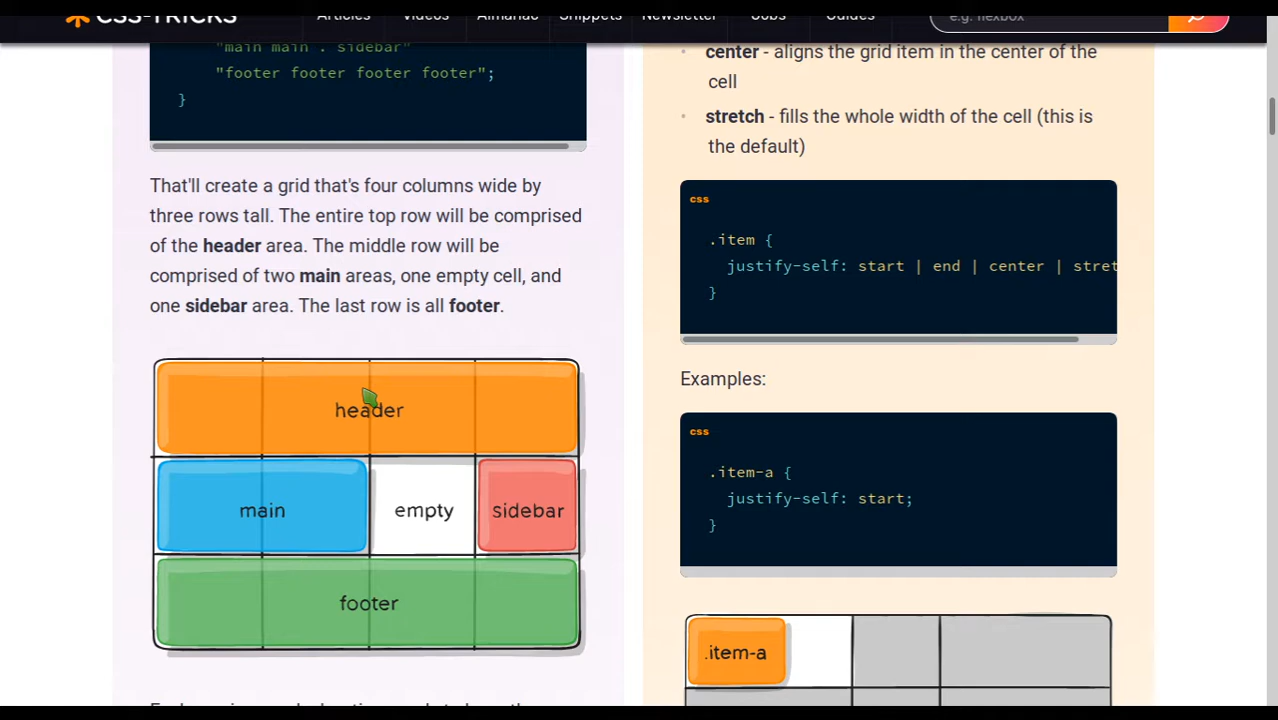 CSS-TRICKS
Articles Videos Almanac Snippets Newsletter Jobs Guides
e.g. flexbox
"main main . sidebar"
"footer footer footer footer";
}
That'll create a grid that's four columns wide by
three rows tall. The entire top row will be comprised
of the header area. The middle row will be
comprised of two main areas, one empty cell, and
one sidebar area. The last row is all footer.
header
main empty sidebar
footer
center - aligns the grid item in the center of the
cell
stretch - fills the whole width of the cell (this is
the default)
css
.item {
justify-self: start | end | center | stret
}
Examples:
css
.item-a {
justify-self: start;
}
.item-a